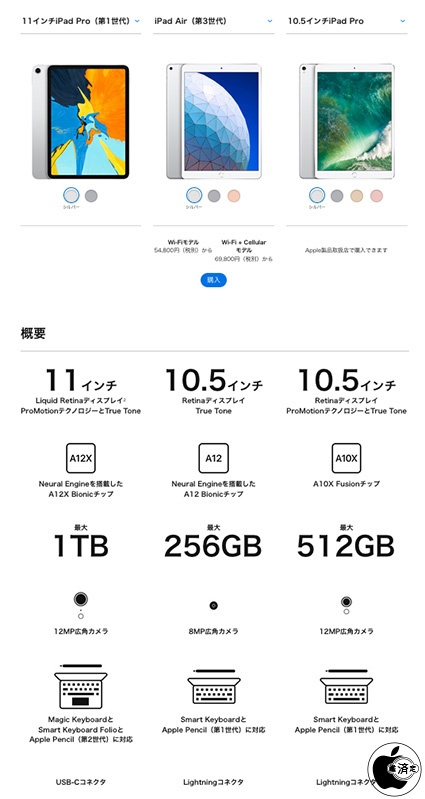 11インチiPad Pro（第1世代）
iPad Air（第3世代）
10.5インチiPad Pro
シルバー
シルバー
シルバー
Wi-Fiモデル
54,800円（税別）から
Wi-Fi + Cellular
モデル
69,800円（税別）から
Apple製品取扱店で購入できます
購入
概要
11インチ
Liquid Retinaディスプレイ²
ProMotionテクノロジーとTrue Tone
10.5インチ
Retinaディスプレイ
True Tone
10.5インチ
Retinaディスプレイ
ProMotionテクノロジーとTrue Tone
A12X
Neural Engineを搭載した
A12X Bionicチップ
A12
Neural Engineを搭載した
A12 Bionicチップ
A10X
A10X Fusionチップ
最大
1TB
最大
256GB
最大
512GB
12MP広角カメラ
8MP広角カメラ
12MP広角カメラ
Magic Keyboardと
Smart Keyboard Folioと
Apple Pencil（第2世代）に対応
Smart Keyboardと
Apple Pencil（第1世代）に対応
Smart Keyboardと
Apple Pencil（第1世代）に対応
USB-Cコネクタ
Lightningコネクタ
Lightningコネクタ